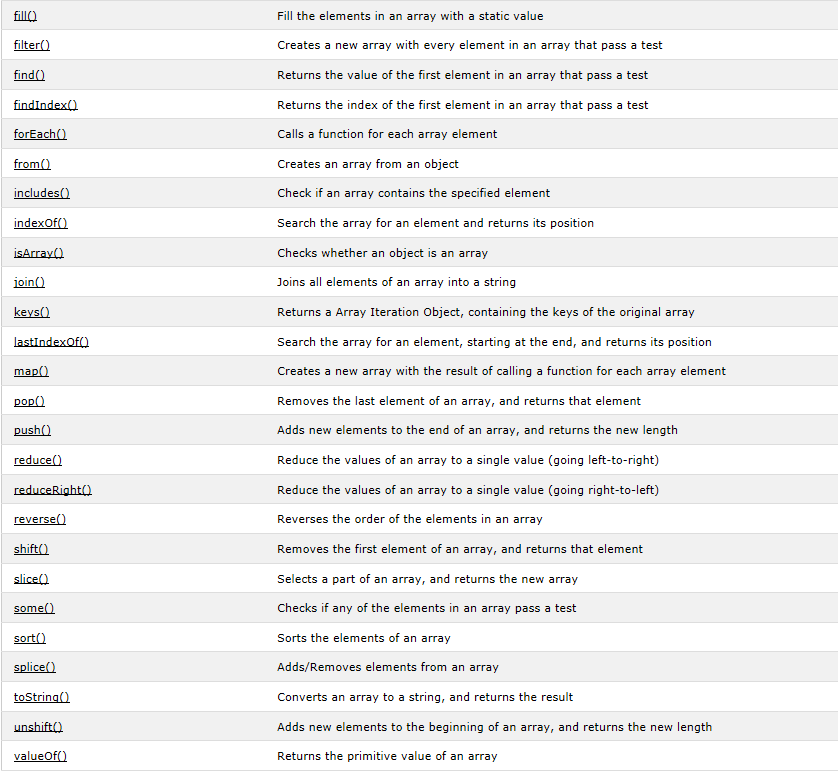 fill() Fill the elements in an array with a static value
filter() Creates a new array with every element in an array that pass a test
find() Returns the value of the first element in an array that pass a test
findIndex() Returns the index of the first element in an array that pass a test
forEach() Calls a function for each array element
from() Creates an array from an object
includes() Check if an array contains the specified element
indexOf() Search the array for an element and returns its position
isArray() Checks whether an object is an array
join() Joins all elements of an array into a string
keys() Returns a Array Iteration Object, containing the keys of the original array
lastIndexOf() Search the array for an element, starting at the end, and returns its position
map() Creates a new array with the result of calling a function for each array element
pop() Removes the last element of an array, and returns that element
push() Adds new elements to the end of an array, and returns the new length
reduce() Reduce the values of an array to a single value (going left-to-right)
reduceRight() Reduce the values of an array to a single value (going right-to-left)
reverse() Reverses the order of the elements in an array
shift() Removes the first element of an array, and returns that element
slice() Selects a part of an array, and returns the new array
some() Checks if any of the elements in an array pass a test
sort() Sorts the elements of an array
splice() Adds/Removes elements from an array
toString() Converts an array to a string, and returns the result
unshift() Adds new elements to the beginning of an array, and returns the new length
valueOf() Returns the primitive value of an array